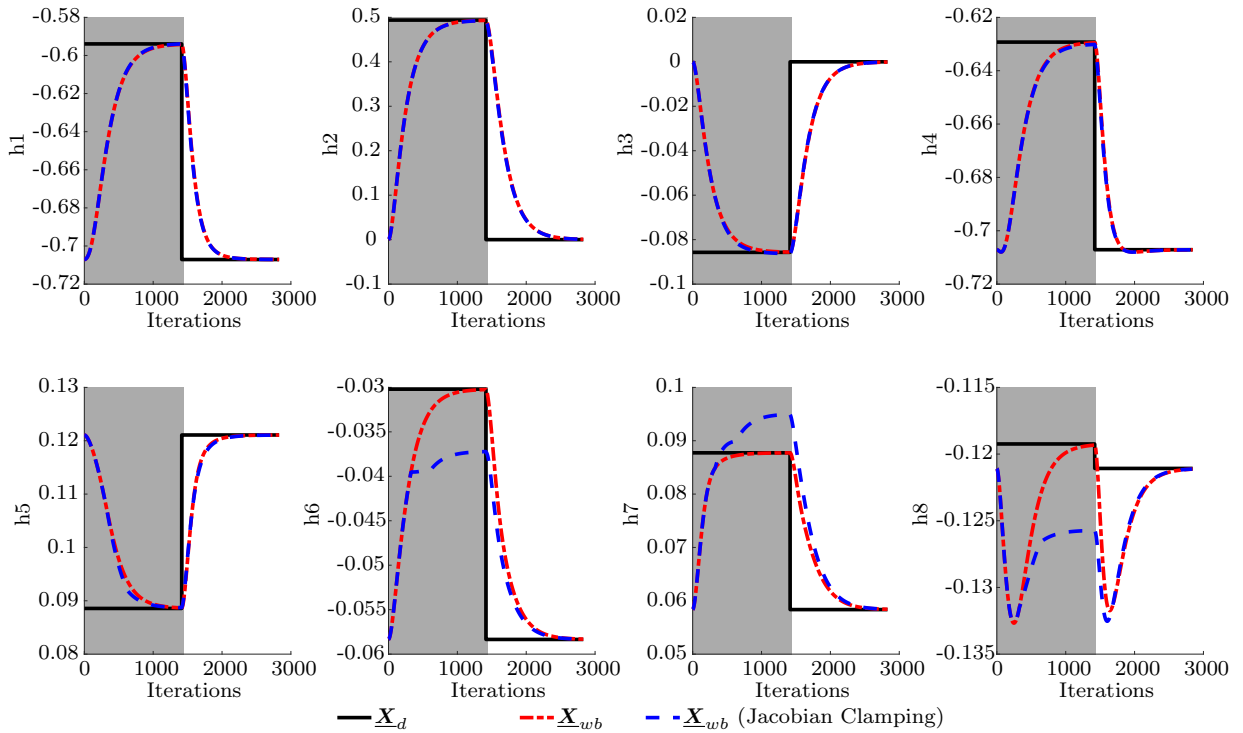 -0.58
-0.6
-0.62
-0.64
-0.66
-0.68
-0.7
-0.72
h1
0 1000 2000 3000
Iterations
0.5
0.4
0.3
0.2
0.1
0
-0.1
h2
0 1000 2000 3000
Iterations
0.02
0
-0.02
-0.04
-0.06
-0.08
-0.1
h3
0 1000 2000 3000
Iterations
-0.62
-0.64
-0.66
-0.68
-0.7
-0.72
h4
0 1000 2000 3000
Iterations
0.13
0.12
0.11
0.1
0.09
0.08
h5
0 1000 2000 3000
Iterations
-0.03
-0.035
-0.04
-0.045
-0.05
-0.055
-0.06
h6
0 1000 2000 3000
Iterations
0.1
0.09
0.08
0.07
0.06
0.05
h7
0 1000 2000 3000
Iterations
-0.115
-0.12
-0.125
-0.13
-0.135
h8
0 1000 2000 3000
Iterations
X_d X_wb X_wb (Jacobian Clamping)